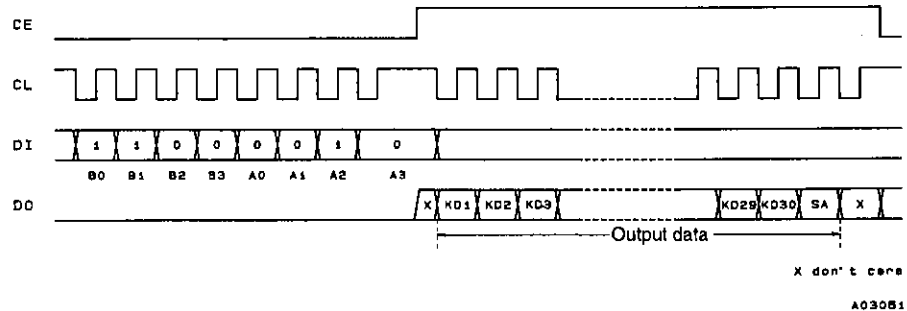 CE
CL
DI 1 1 0 0 0 0 1 0
B0 B1 B2 B3 A0 A1 A2 A3
DO X KD1 KD2 KD3 KD29 KD30 SA X
Output data
X don't care
A03051